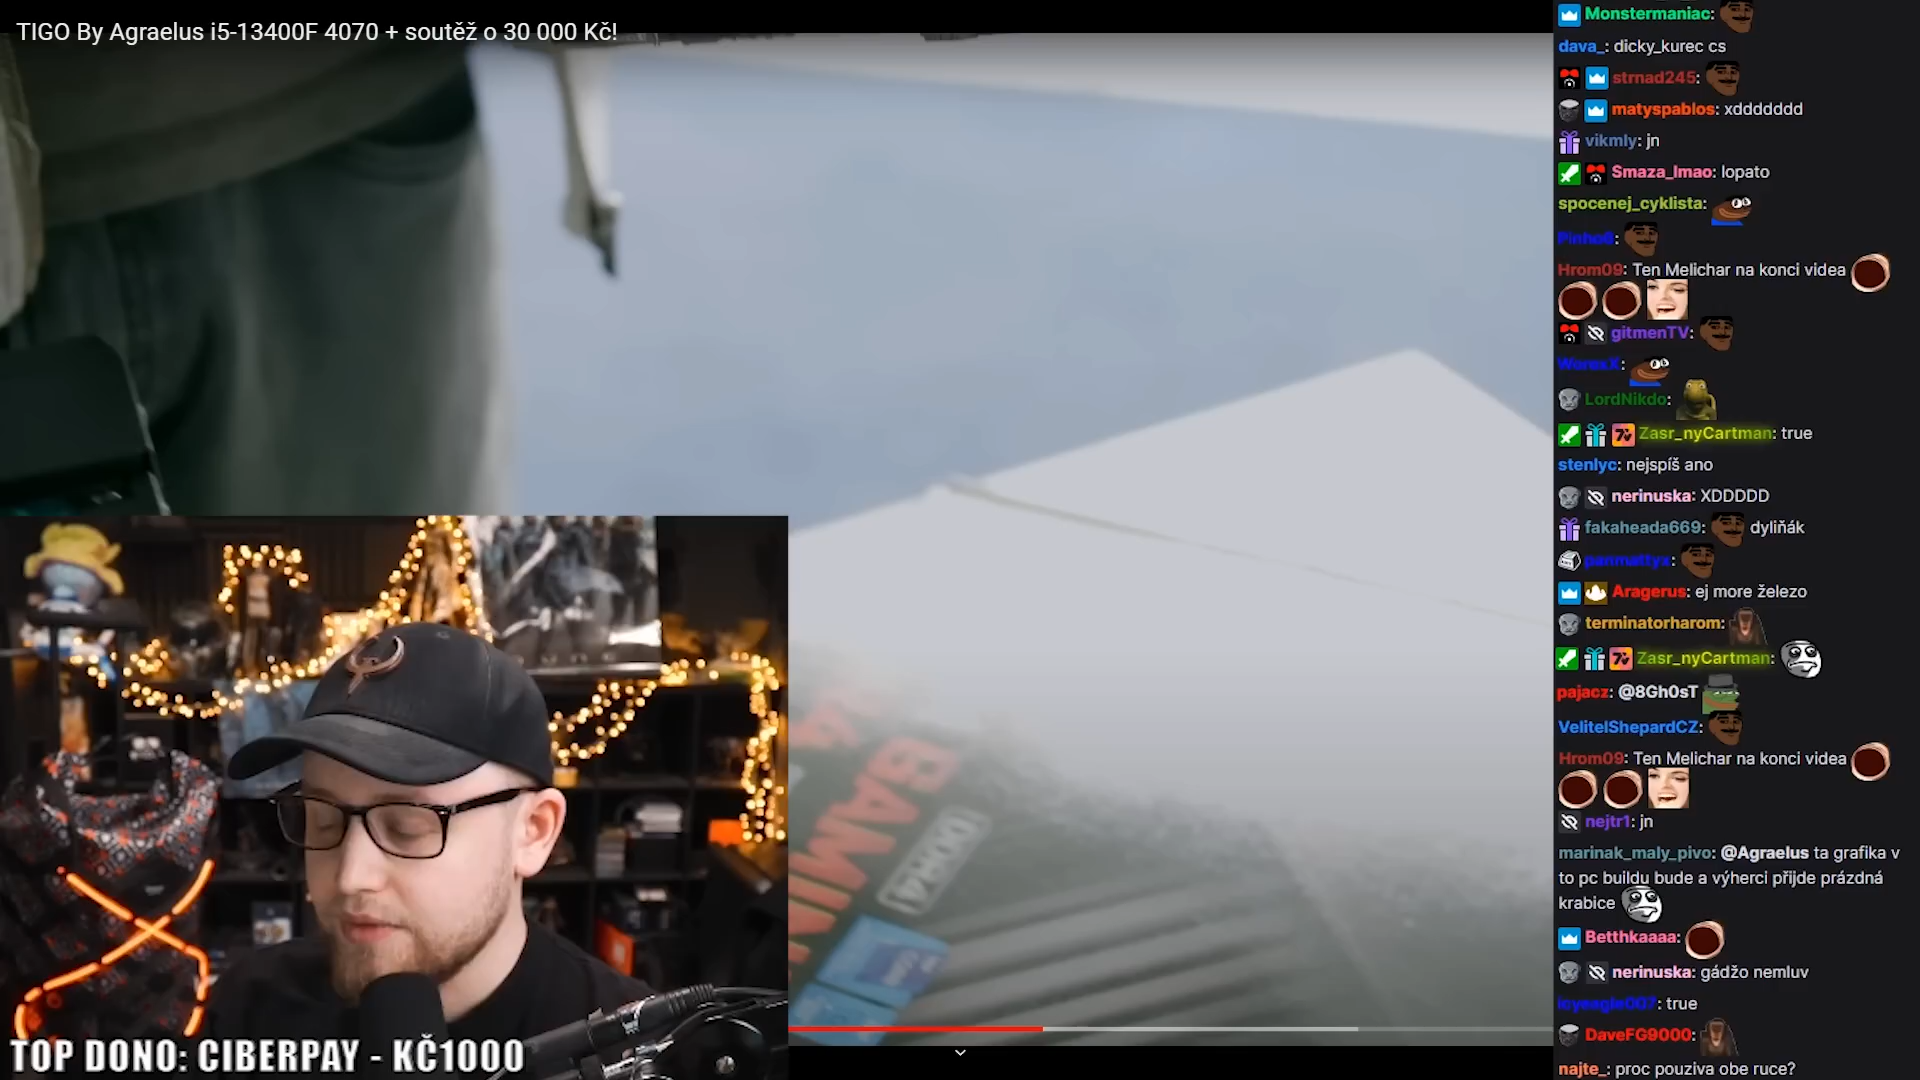 TIGO By Agraelus i5-13400F 4070 + soutěž o 30 000 Kč!
Monstermaniac:
dava_: dicky_kurec cs
strnad245:
matyspablos: xddddddd
vikmly: jn
Smaza_lmao: lopato
spocenej_cyklista:
Hrom09: Ten Melichar na konci videa
gitmenTV:
LordNikdo:
Zasr_nyCartman: true
stenlyc: nejspíš ano
nerinuska: XDDDDD
fakaheada669: dyliňák
panmattyx:
Aragerus: ej more železo
terminatorharom:
Zasr_nyCartman:
pajacz: @8Gh0sT
VelitelShepardCZ:
Hrom09: Ten Melichar na konci videa
nejtr1: jn
marinak_maly_pivo: @Agraelus ta grafika v
to pc buildu bude a výherci přijde prázdná
krabice
Betthkaaaa:
nerinuska: gádžo nemluv
icyeagle007: true
DaveFG9000:
najte_: proc pouziva obe ruce?
DDR4
TOP DONO: CIBERPAY - KČ1000